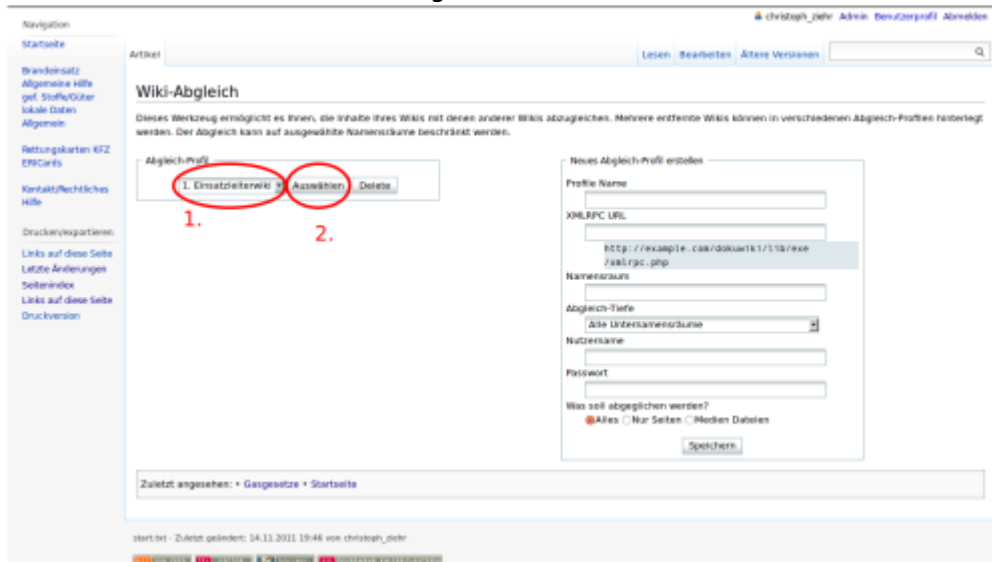 christoph_ziehr Admin Benutzerprofil Abmelden
Navigation
Startseite
Brandeinsatz
Allgemeine Hilfe
gef. Stoffe/Güter
lokale Daten
Allgemein
Rettungskarten KFZ
ERICards
Kontakt/Rechtliches
Hilfe
Drucken/exportieren
Links auf diese Seite
Letzte Änderungen
Seitenindex
Links auf diese Seite
Druckversion
Artikel
Lesen Bearbeiten Ältere Versionen
Wiki-Abgleich
Dieses Werkzeug ermöglicht es Ihnen, die Inhalte Ihres Wikis mit denen anderer Wikis abzugleichen. Mehrere entfernte Wikis können in verschiedenen Abgleich-Profilen hinterlegt
werden. Der Abgleich kann auf ausgewählte Namensräume beschränkt werden.
Abgleich-Profil
1. Einsatzleiterwiki Auswählen Delete
1.
2.
Neues Abgleich-Profil erstellen
Profile Name
XMLRPC URL
http://example.com/dokuwiki/lib/exe
/xmlrpc.php
Namensraum
Abgleich-Tiefe
Alle Unternamensräume
Nutzername
Passwort
Was soll abgeglichen werden?
Alles Nur Seiten Medien Dateien
Speichern
Zuletzt angesehen: • Gasgesetze • Startseite
start.txt · Zuletzt geändert: 14.11.2011 19:46 von christoph_ziehr